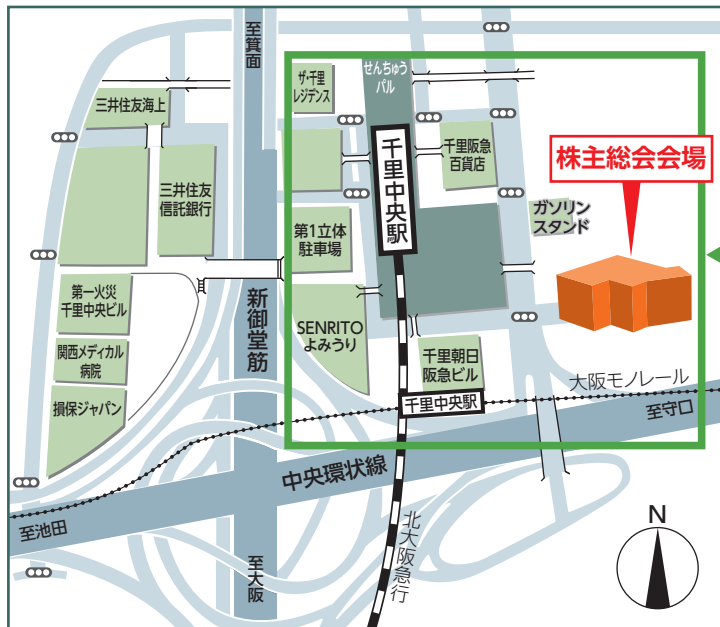 至箕面
せんちゅう
パル
ザ・千里
レジデンス
三井住友海上
千里中央駅
千里阪急
百貨店
株主総会会場
三井住友
信託銀行
ガソリン
スタンド
第1立体
駐車場
第一火災
千里中央ビル
新御堂筋
SENRITO
よみうり
関西メディカル
病院
千里朝日
阪急ビル
損保ジャパン
大阪モノレール
千里中央駅
至守口
中央環状線
至池田
至大阪
北大阪急行
N